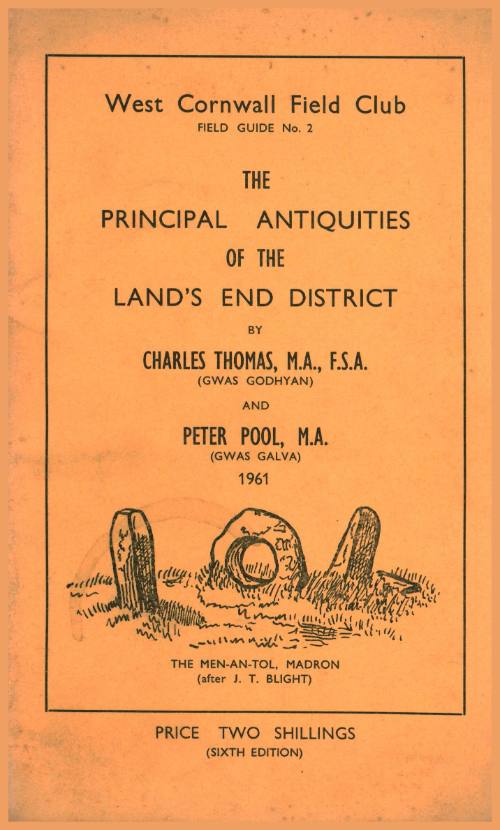 West Cornwall Field Club
FIELD GUIDE No. 2
THE
PRINCIPAL ANTIQUITIES
OF THE
LAND'S END DISTRICT
BY
CHARLES THOMAS, M.A., F.S.A.
(GWAS GODHYAN)
AND
PETER POOL, M.A.
(GWAS GALVA)
1961
THE MEN-AN-TOL, MADRON
(after J. T. BLIGHT)
PRICE TWO SHILLINGS
(SIXTH EDITION)